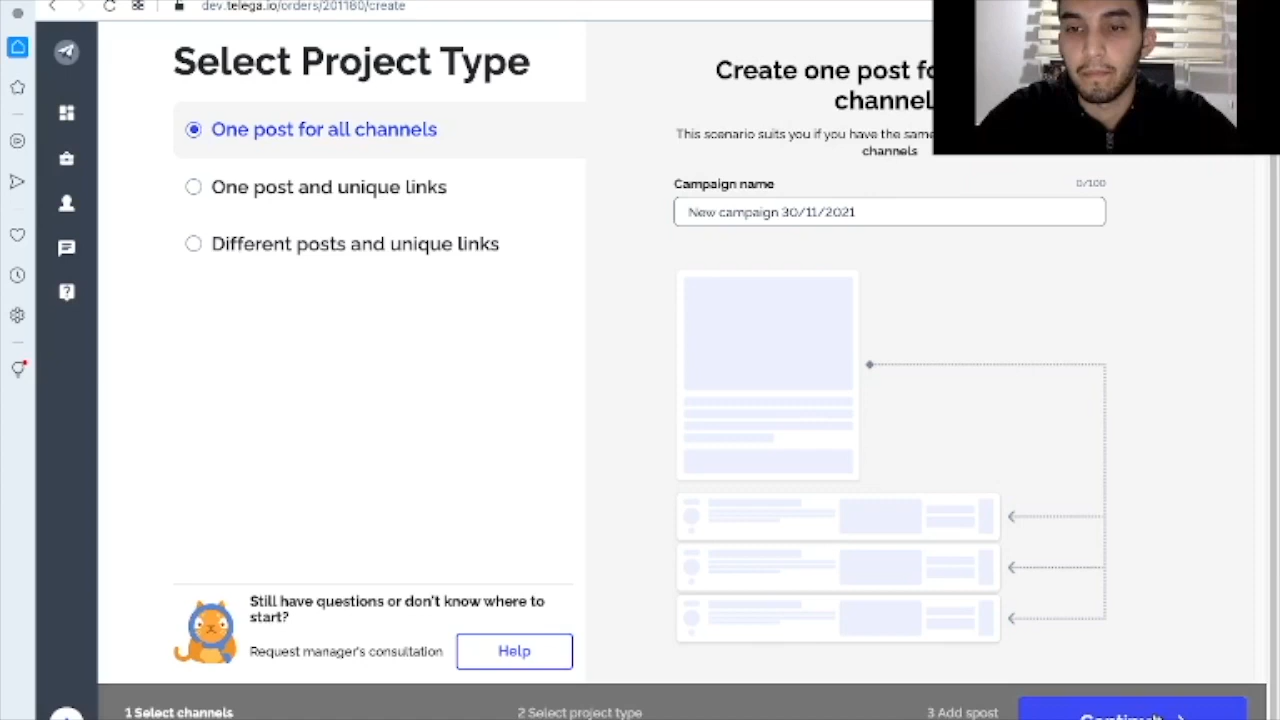 dev.telega.io/orders/201180/create
Select Project Type
One post for all channels
One post and unique links
Different posts and unique links
Still have questions or don't know where to
start?
Request manager's consultation
Help
Create one post fo
channel
This scenario suits you if you have the same
channels
Campaign name
0/100
New campaign 30/11/2021
1 Select channels
2 Select project type
3 Add spost
Continue